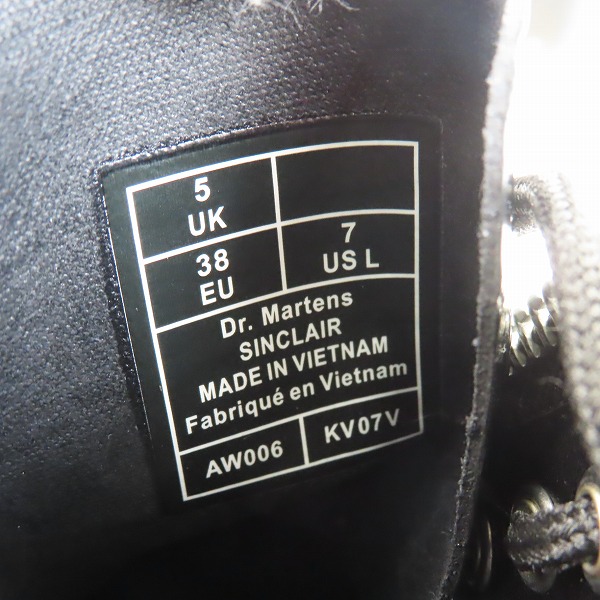 5
UK
38
EU
7
US L
Dr. Martens
SINCLAIR
MADE IN VIETNAM
Fabriqué en Vietnam
AW006
KV07V